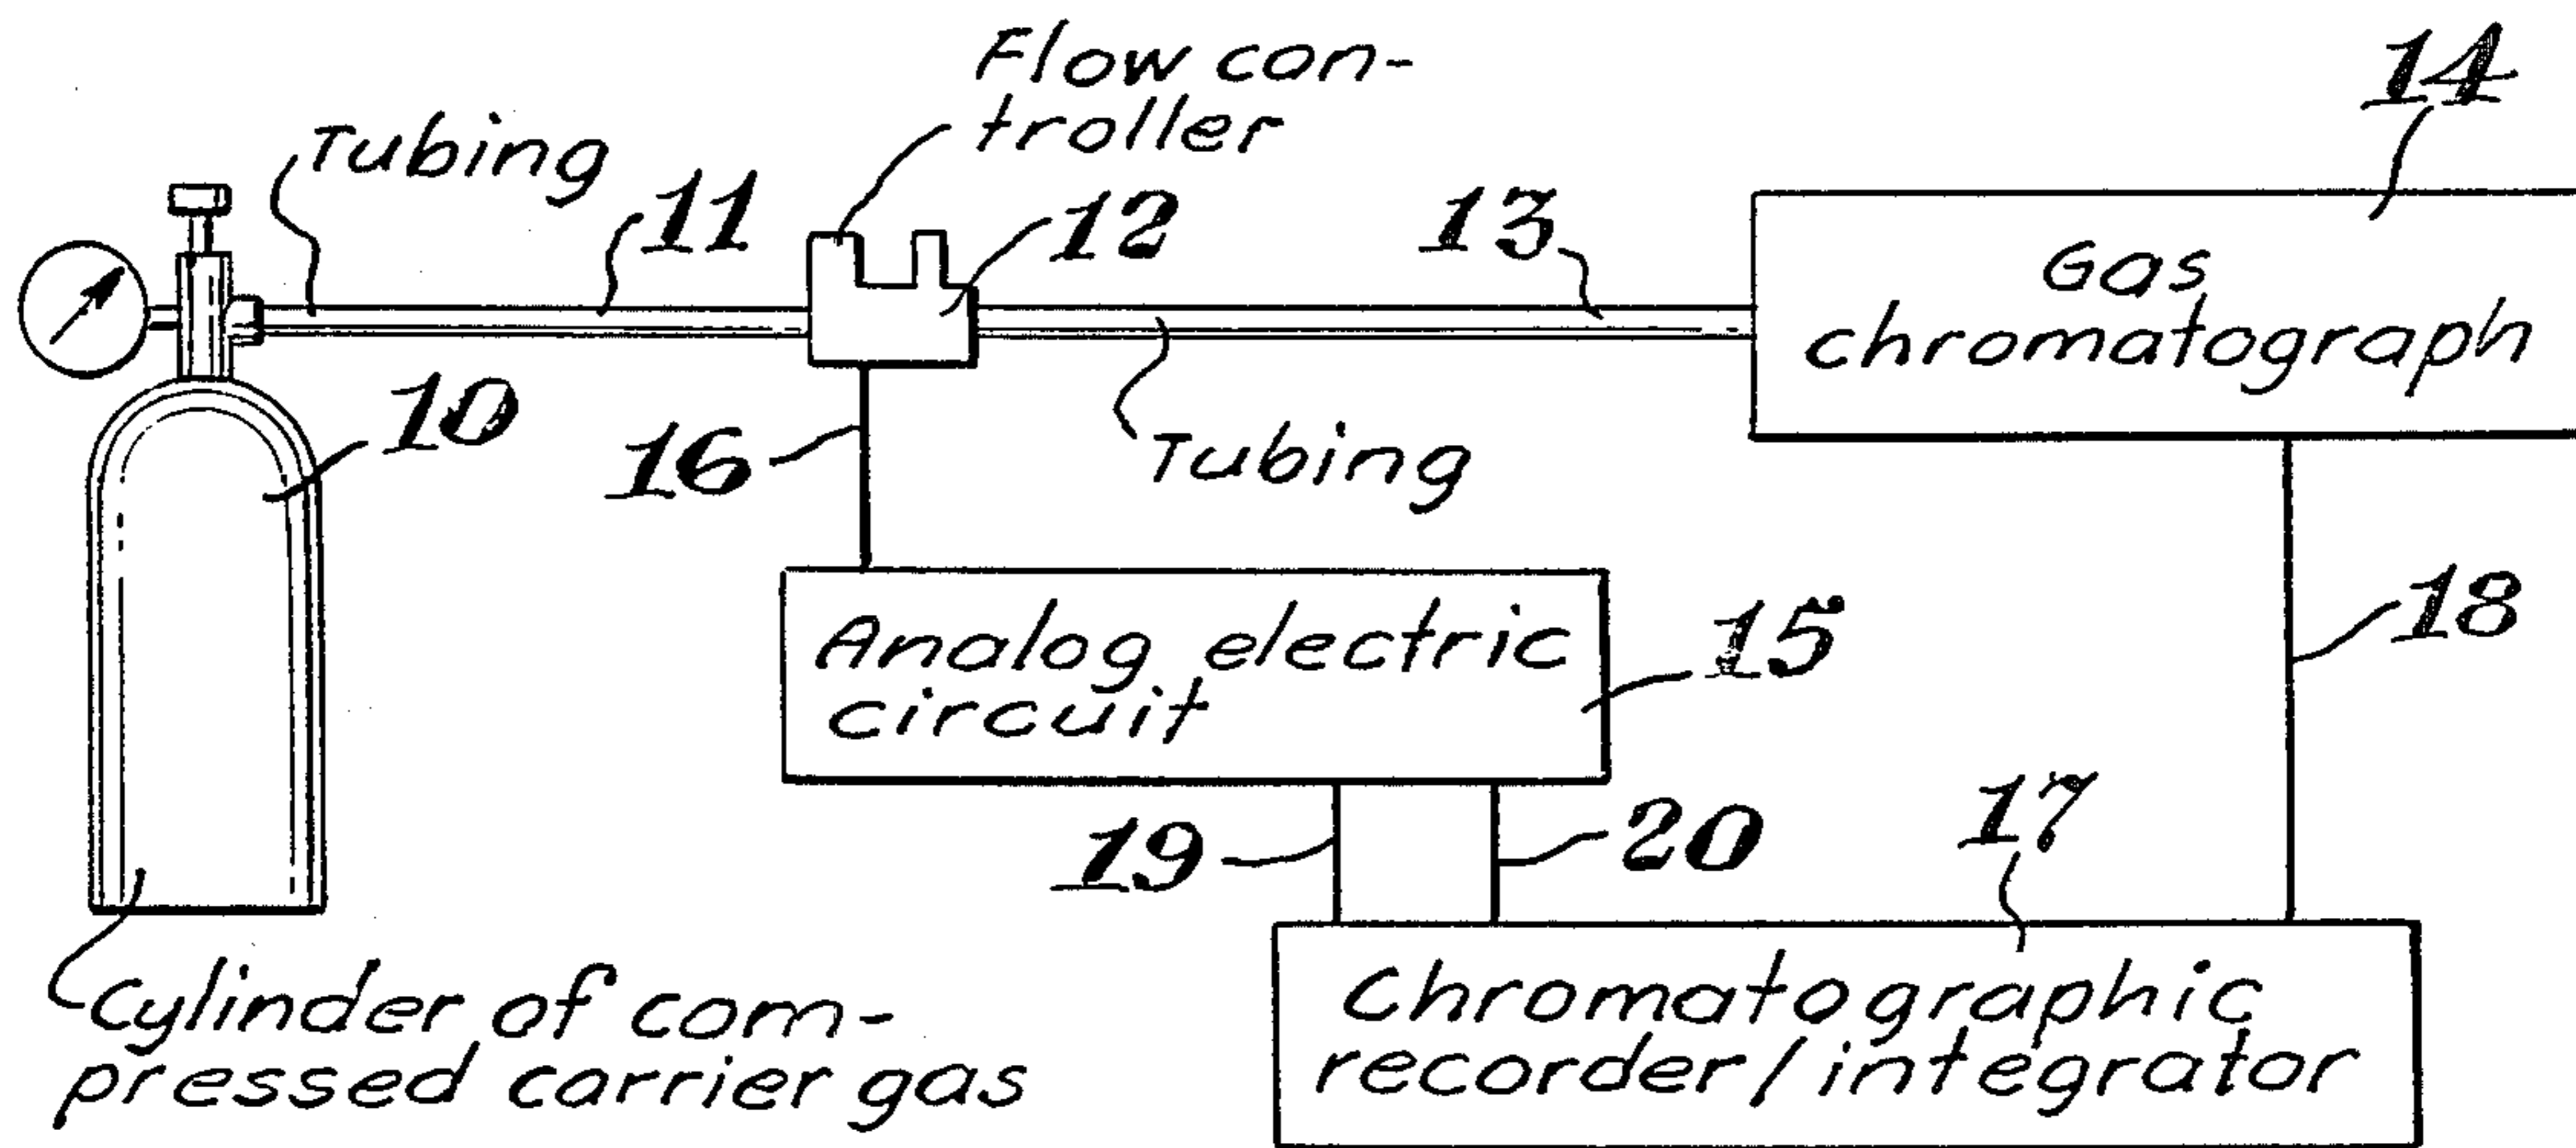 Flow con-
troller
14
Tubing
11
12
13
Gas
chromatograph
10
16
Tubing
Analog electric
circuit
15
18
19
20
17
Cylinder of com-
pressed carrier gas
Chromatographic
recorder/integrator